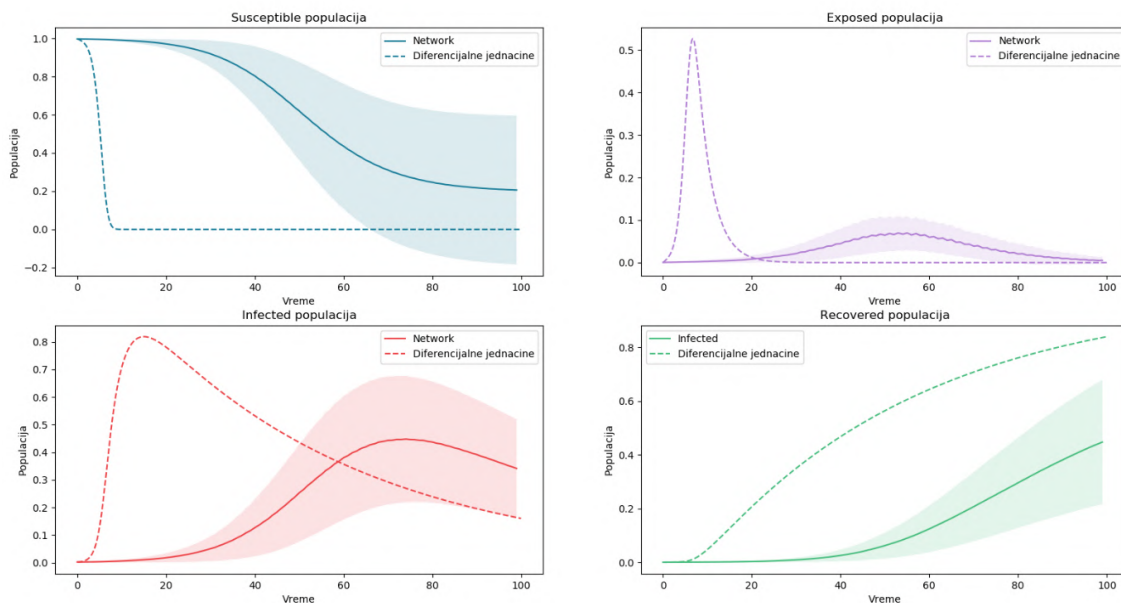 Susceptible populacija
1.0
0.8
0.6
0.4
0.2
0.0
−0.2
Populacija
Network
Diferencijalne jednacine
0 20 40 60 80 100
Vreme
Exposed populacija
0.5
0.4
0.3
0.2
0.1
0.0
Populacija
Network
Diferencijalne jednacine
0 20 40 60 80 100
Vreme
Infected populacija
0.8
0.7
0.6
0.5
0.4
0.3
0.2
0.1
0.0
Populacija
Network
Diferencijalne jednacine
0 20 40 60 80 100
Vreme
Recovered populacija
0.8
0.6
0.4
0.2
0.0
Populacija
Infected
Diferencijalne jednacine
0 20 40 60 80 100
Vreme